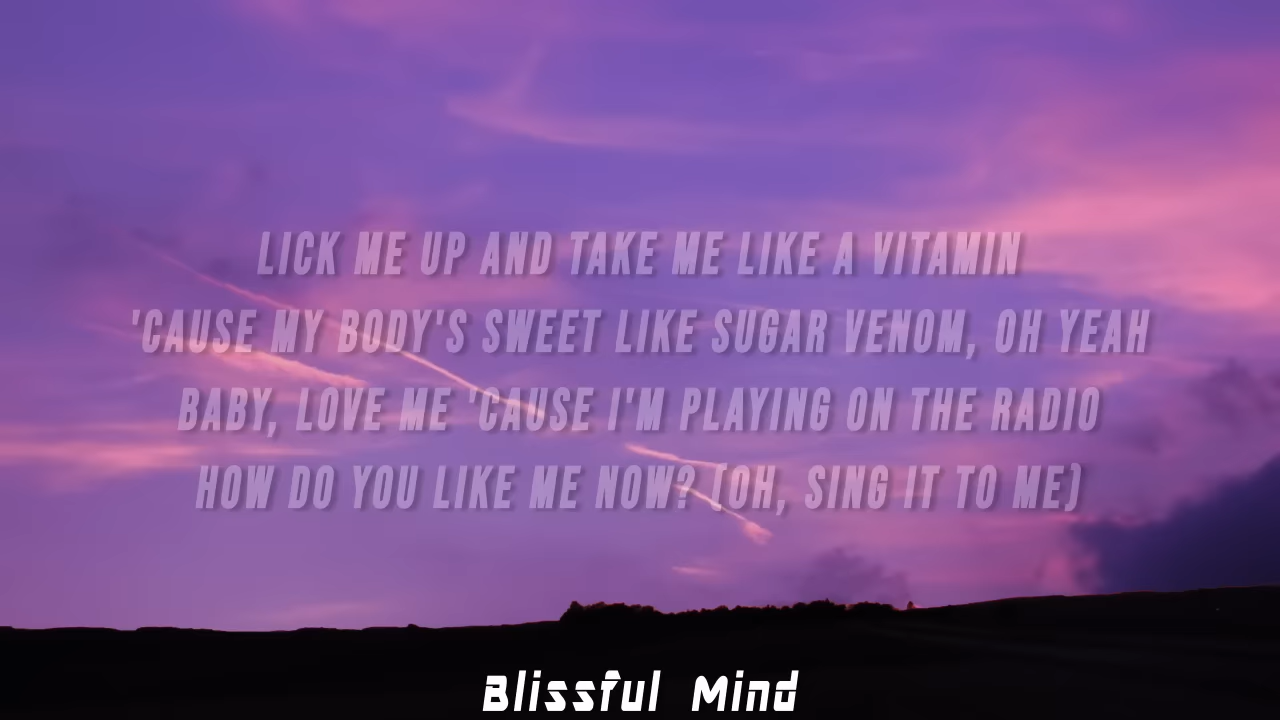 LICK ME UP AND TAKE ME LIKE A VITAMIN
'CAUSE MY BODY'S SWEET LIKE SUGAR VENOM, OH YEAH
BABY, LOVE ME 'CAUSE I'M PLAYING ON THE RADIO
HOW DO YOU LIKE ME NOW? (OH, SING IT TO ME)
Blissful Mind